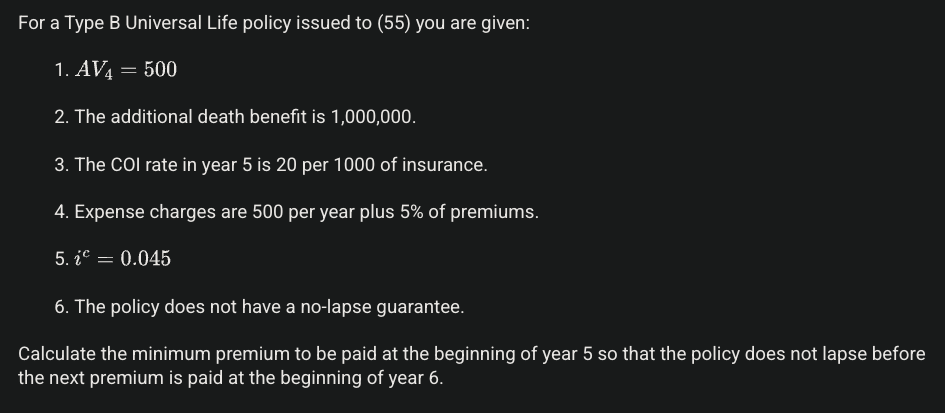 For a Type B Universal Life policy issued to (55) you are given:
1. AV₄ = 500
2. The additional death benefit is 1,000,000.
3. The COI rate in year 5 is 20 per 1000 of insurance.
4. Expense charges are 500 per year plus 5% of premiums.
5. iᶜ = 0.045
6. The policy does not have a no-lapse guarantee.
Calculate the minimum premium to be paid at the beginning of year 5 so that the policy does not lapse before
the next premium is paid at the beginning of year 6.